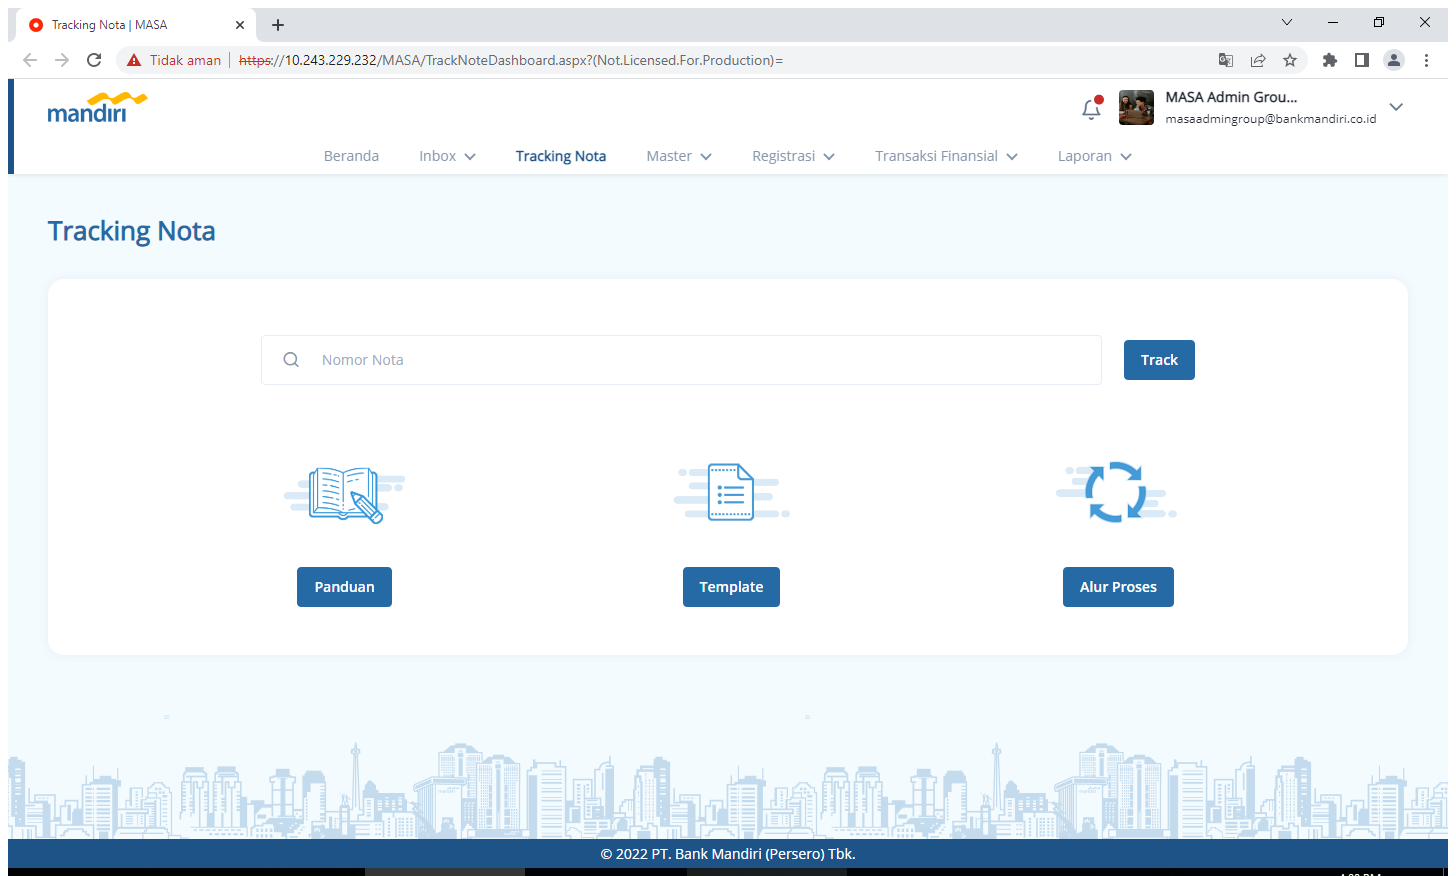 Tracking Nota | MASA
Tidak aman
https://10.243.229.232/MASA/TrackNoteDashboard.aspx?(Not.Licensed.For.Production)=
mandiri
MASA Admin Grou...
masaadmingroup@bankmandiri.co.id
Beranda Inbox Tracking Nota Master Registrasi Transaksi Finansial Laporan
Tracking Nota
Nomor Nota
Track
Panduan Template Alur Proses
mandiri mandiri
© 2022 PT. Bank Mandiri (Persero) Tbk.